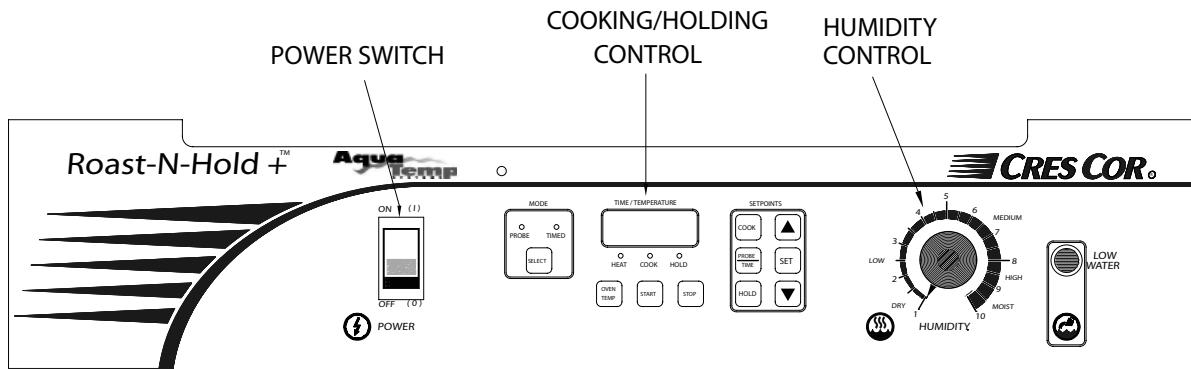 COOKING/HOLDING
CONTROL
HUMIDITY
CONTROL
POWER SWITCH
Roast-N-Hold +™
Aqua
Temp
CRES COR®
ON (I)
OFF (0)
POWER
MODE
PROBE TIMED
SELECT
TIME / TEMPERATURE
HEAT COOK HOLD
OVEN
TEMP
START
STOP
SETPOINTS
COOK
PROBE
TIME
SET
HOLD
1
2
3
4
5
6
7
8
9
10
DRY
LOW
MEDIUM
HIGH
MOIST
HUMIDITY
LOW
WATER